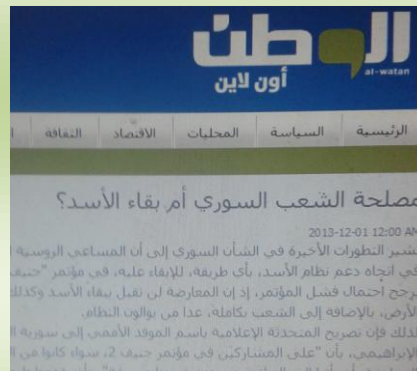 الوطن
al-watan
أون لاين
الرئيسية السياسة المحليات الاقتصاد الثقافة
مصلحة الشعب السوري أم بقاء الأسد؟
2013-12-01 12:00 AM
تشير التطورات الأخيرة في الشأن السوري إلى أن المساعي الروسية
في اتجاه دعم نظام الأسد، بأي طريقة، للإبقاء عليه، في مؤتمر "جنيف
يرجح احتمال فشل المؤتمر، إذ إن المعارضة لن تقبل ببقاء الأسد وكذلك
الأرض، بالإضافة إلى الشعب بكامله، عدا من يوالون النظام.
لذلك فإن تصريح المتحدثة الإعلامية باسم الموفد الأممي إلى سورية
الإبراهيمي، بأن "على المشاركين في مؤتمر جنيف 2، سواء كانوا من